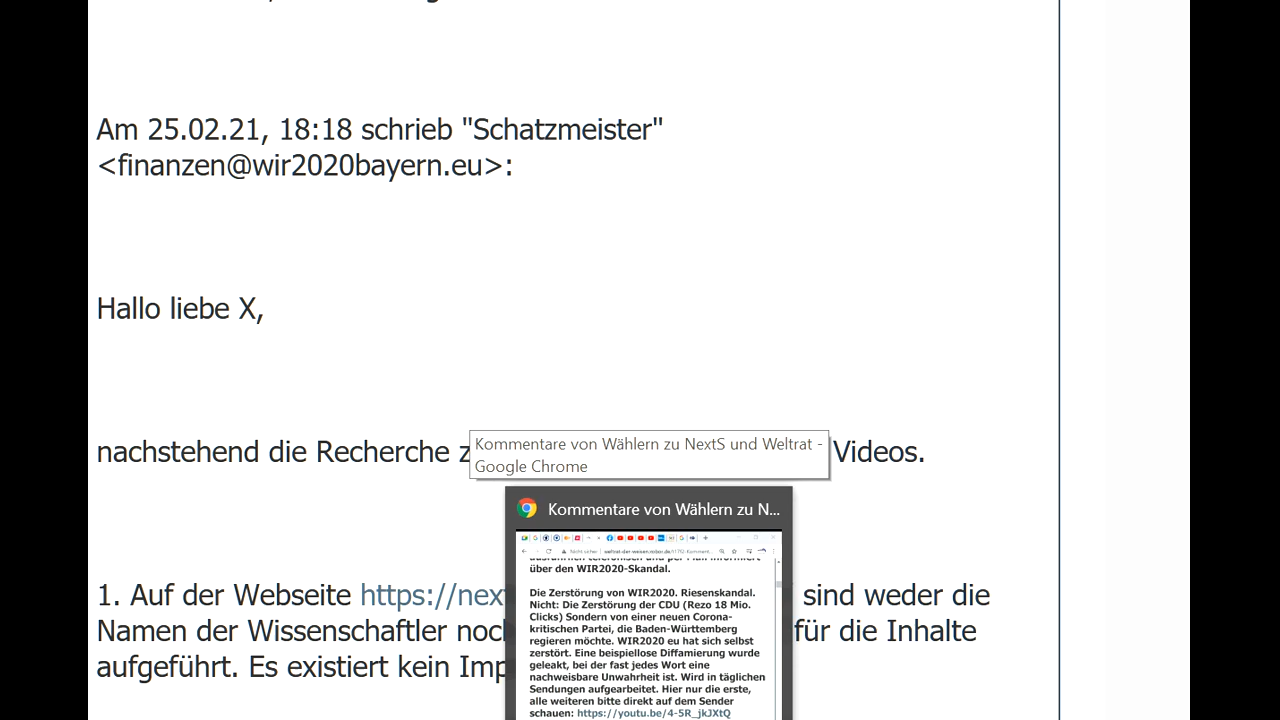 Am 25.02.21, 18:18 schrieb "Schatzmeister"
<finanzen@wir2020bayern.eu>:
Hallo liebe X,
nachstehend die Recherche z
Videos.
Kommentare von Wählern zu NextS und Weltrat -
Google Chrome
Kommentare von Wählern zu N...
1. Auf der Webseite https://nex
sind weder die
Namen der Wissenschaftler noc
für die Inhalte
aufgeführt. Es existiert kein Imp
über den WIR2020-Skandal.
Die Zerstörung von WIR2020. Riesenskandal.
Nicht: Die Zerstörung der CDU (Rezo 18 Mio.
Clicks) Sondern von einer neuen Corona-
kritischen Partei, die Baden-Württemberg
regieren möchte. WIR2020 eu hat sich selbst
zerstört. Eine beispiellose Diffamierung wurde
geleakt, bei der fast jedes Wort eine
nachweisbare Unwahrheit ist. Wird in täglichen
Sendungen aufgearbeitet. Hier nur die erste,
alle weiteren bitte direkt auf dem Sender
schauen: https://youtu.be/4-5R_jkJXtQ